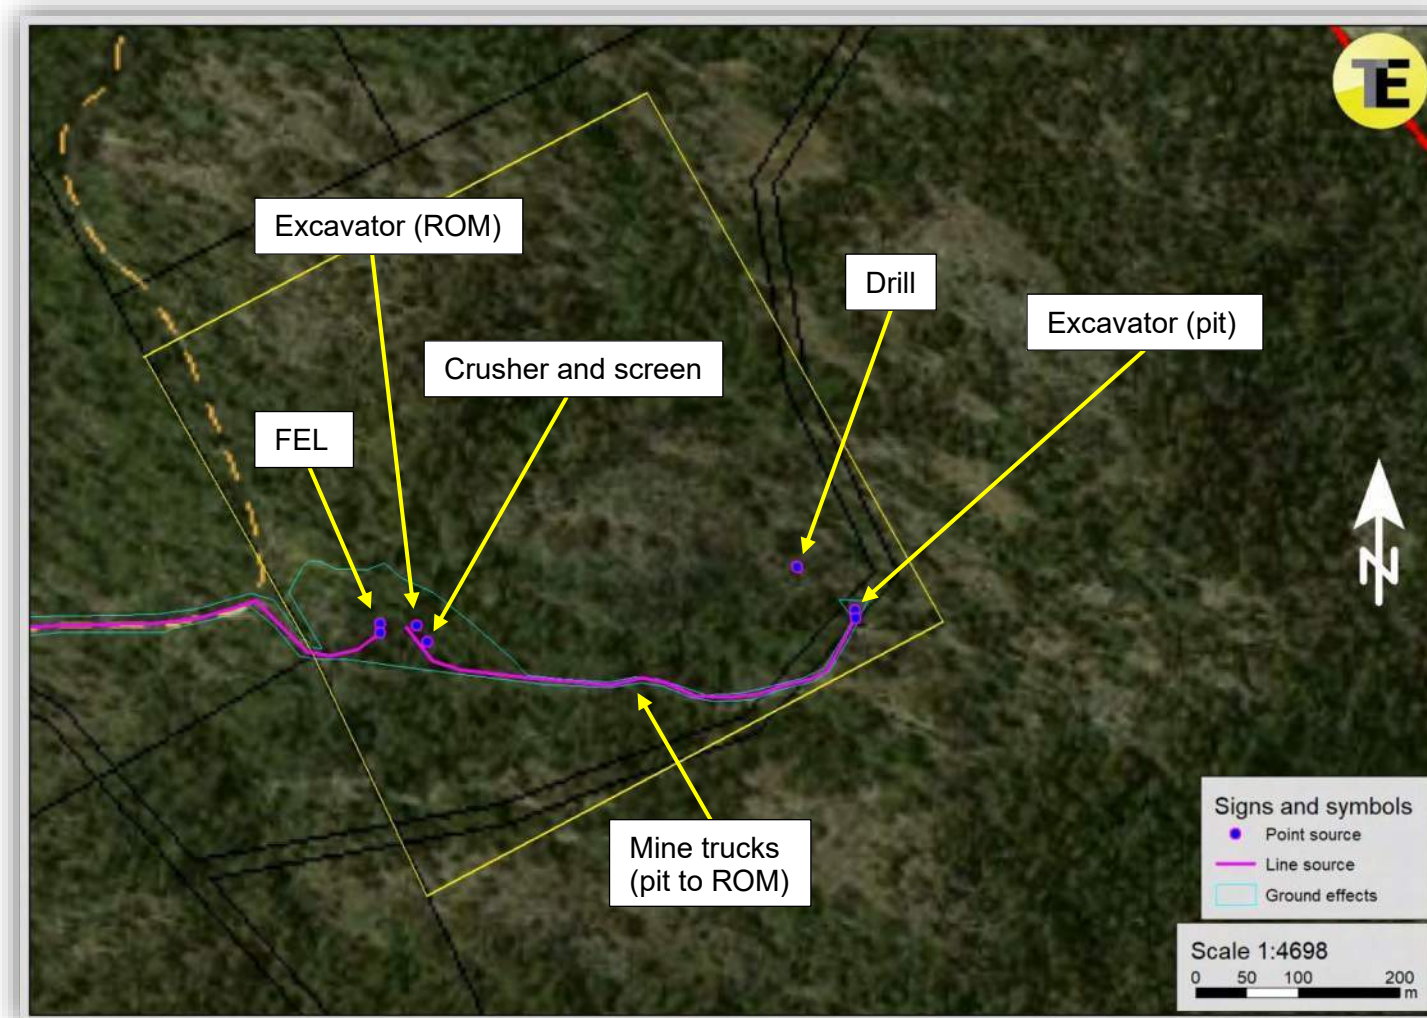 TE
Excavator (ROM)
Drill
Excavator (pit)
Crusher and screen
FEL
N
Mine trucks
(pit to ROM)
Signs and symbols
Point source
Line source
Ground effects
Scale 1:4698
0 50 100 200
m